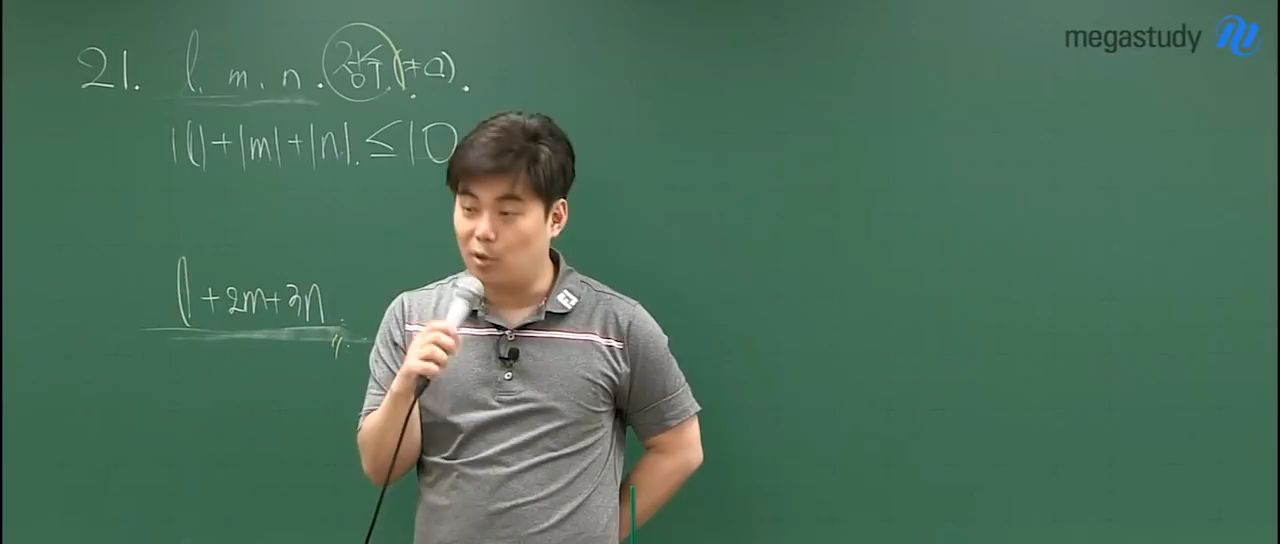 megastudy
21. l, m, n. 정수 (≠0).
|l|+|m|+|n|. ≤10
l+2m+3n.